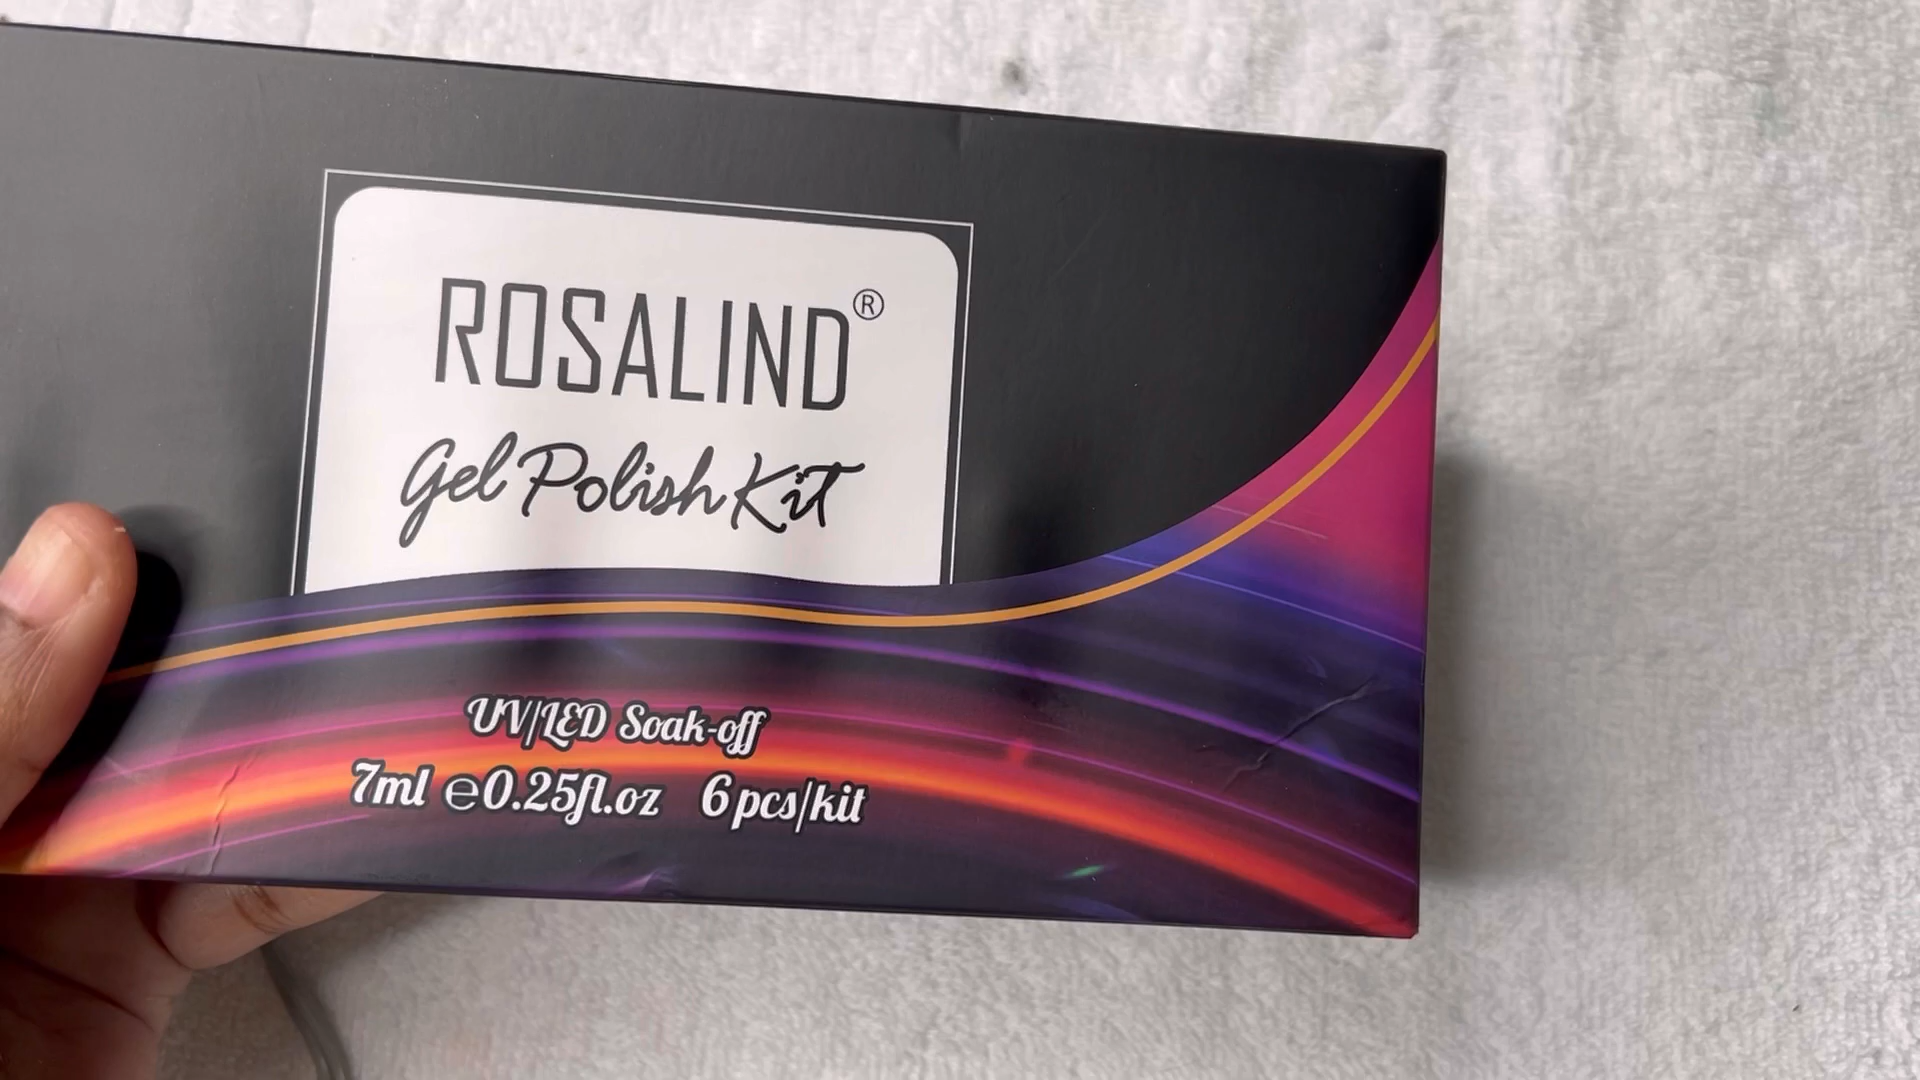 ROSALIND®
Gel Polish Kit
UV/LED Soak-off
7ml ℮0.25fl.oz 6pcs/kit